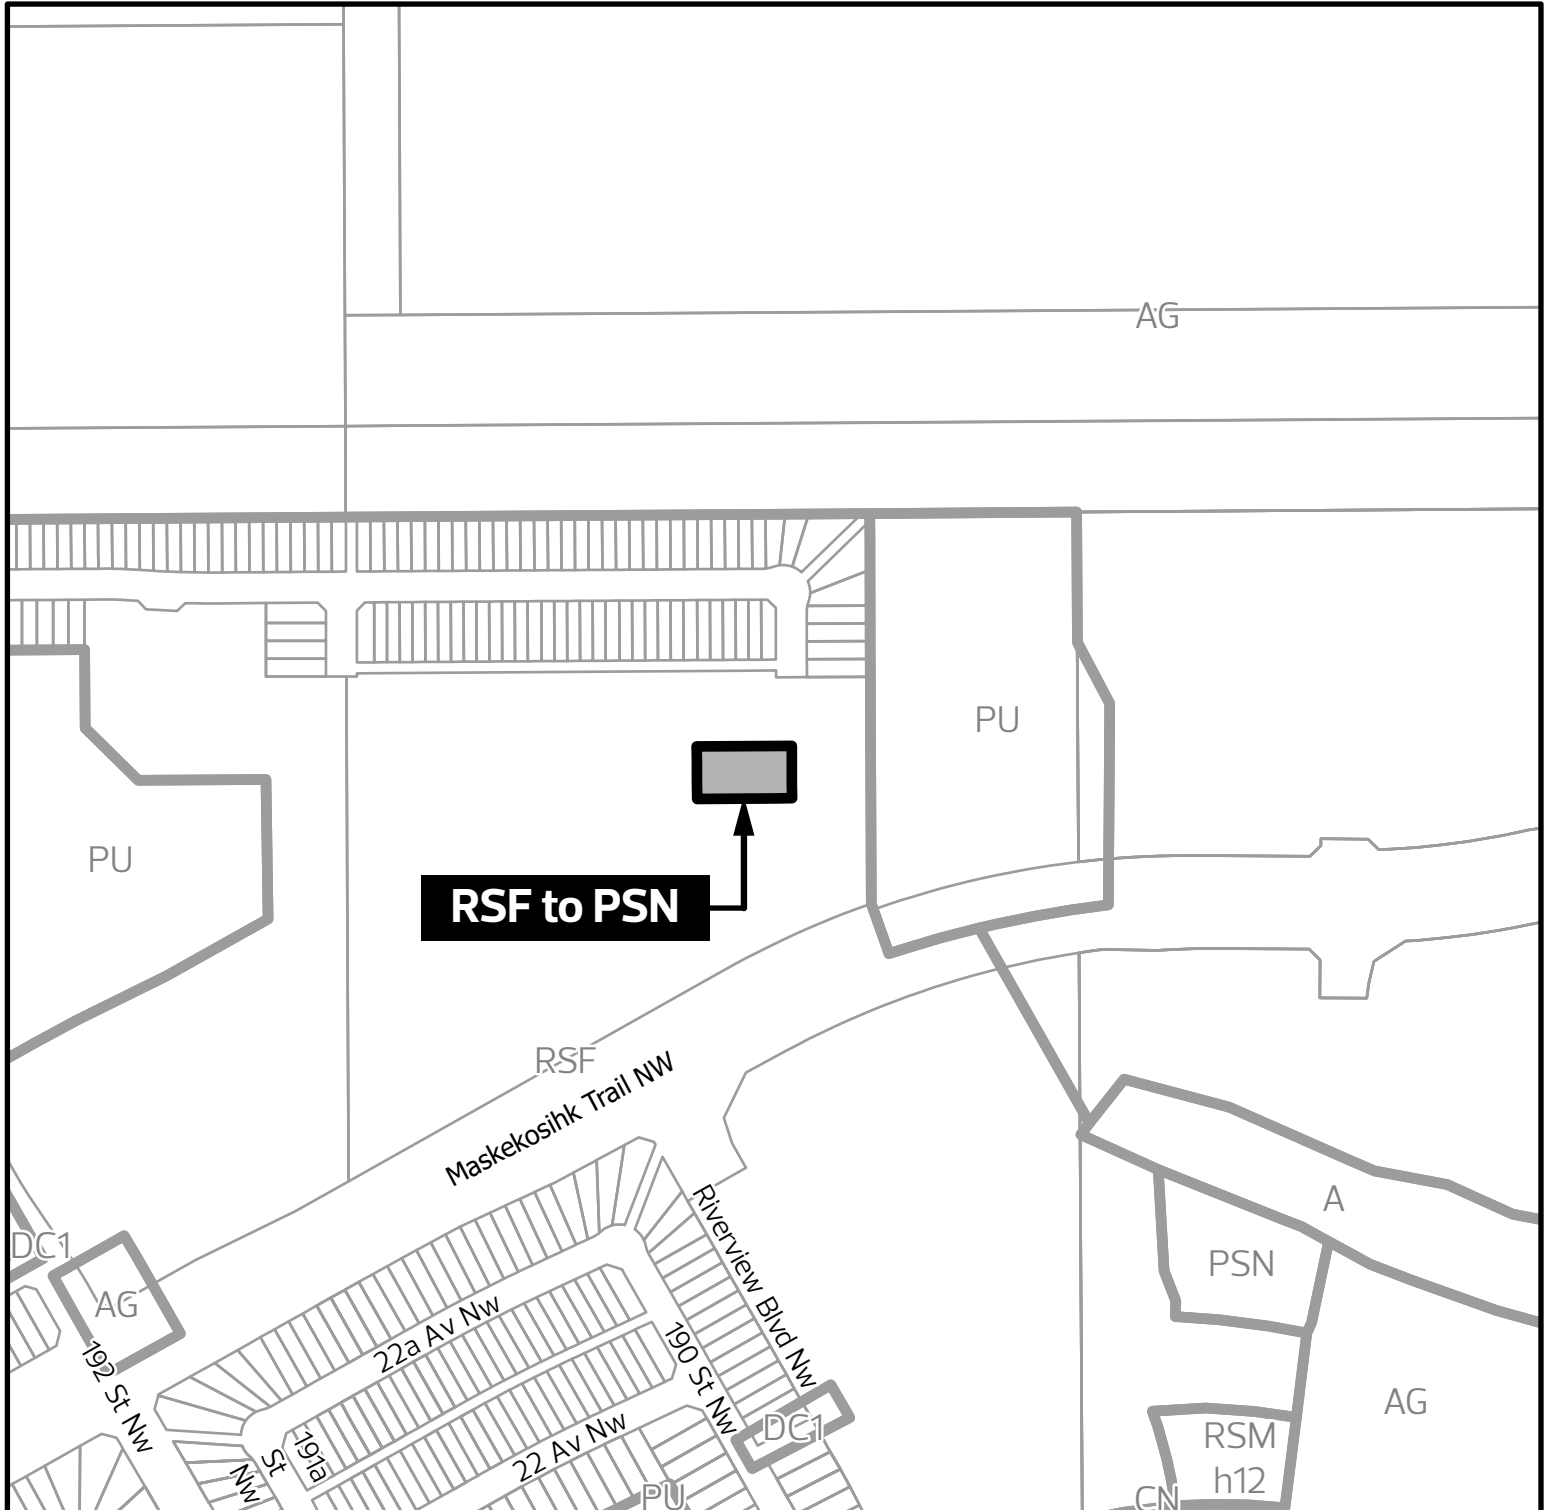 AG
PU
PU
RSF to PSN
RSF
Maskekosihk Trail NW
A
Riverview Blvd Nw
DC1
PSN
AG
22a Av Nw
192 St Nw
190 St Nw
AG
DC1
RSM
h12
191a
St
Nw
22 Av Nw
PU
CN